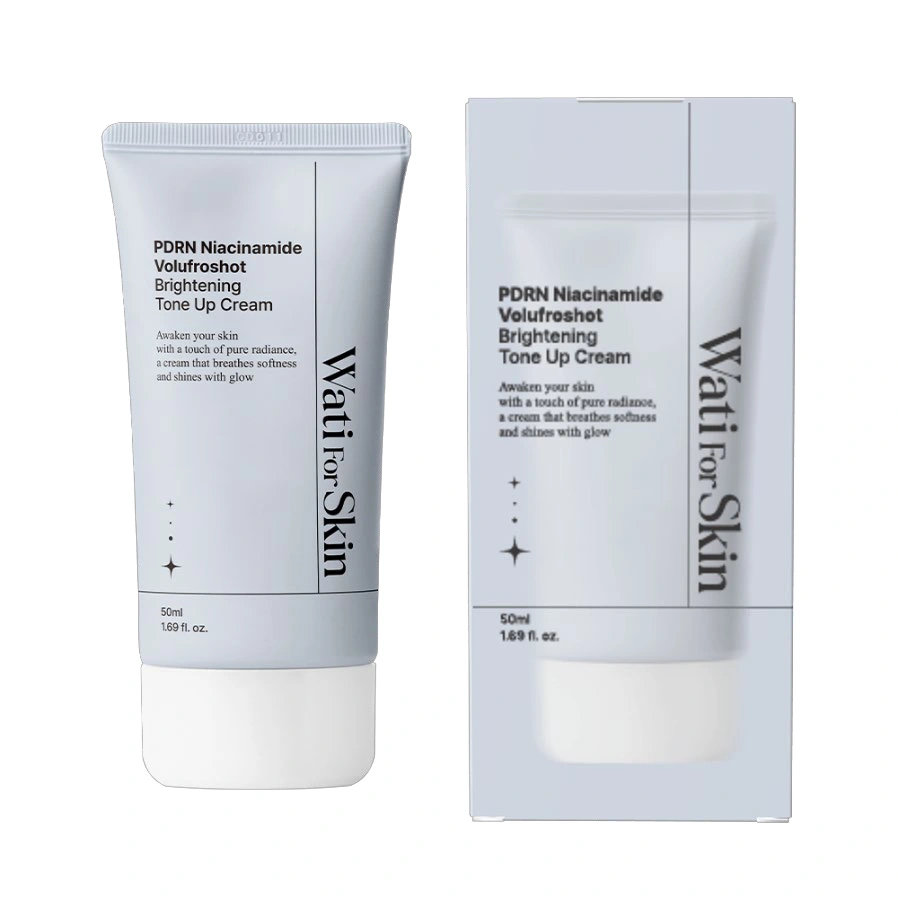 PDRN Niacinamide
Volufroshot
Brightening
Tone Up Cream
Awaken your skin
with a touch of pure radiance,
a cream that breathes softness
and shines with glow
Wati For Skin
50ml
1.69 fl. oz.
PDRN Niacinamide
Volufroshot
Brightening
Tone Up Cream
Awaken your skin
with a touch of pure radiance,
a cream that breathes softness
and shines with glow
Wati For Skin
50ml
1.69 fl. oz.